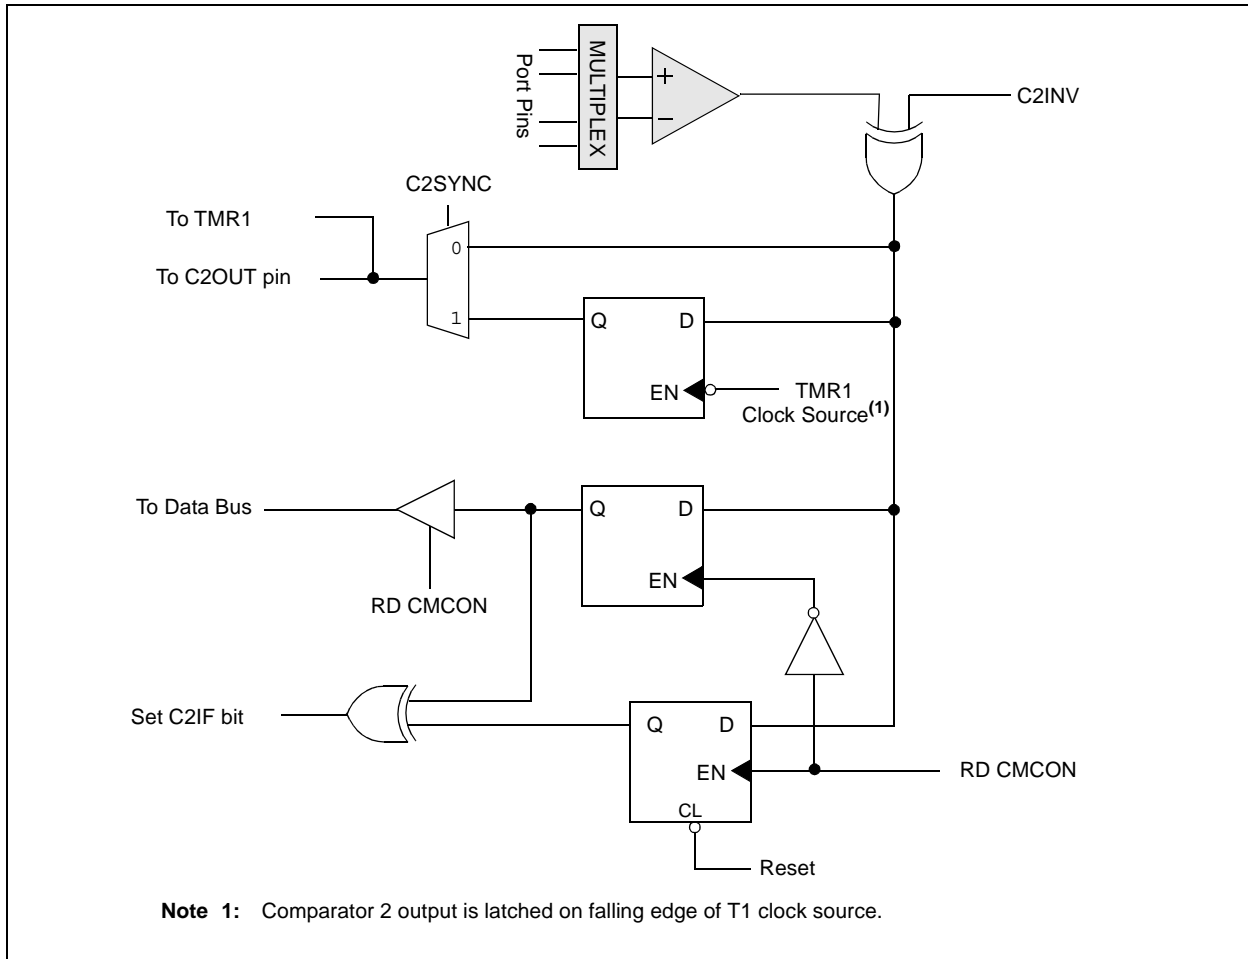 Port Pins
MULTIPLEX
+
−
C2INV
C2SYNC
To TMR1
0
To C2OUT pin
1
Q D
EN
TMR1
Clock Source(1)
To Data Bus
Q D
EN
RD CMCON
Set C2IF bit
Q D
EN
RD CMCON
CL
Reset
Note 1: Comparator 2 output is latched on falling edge of T1 clock source.